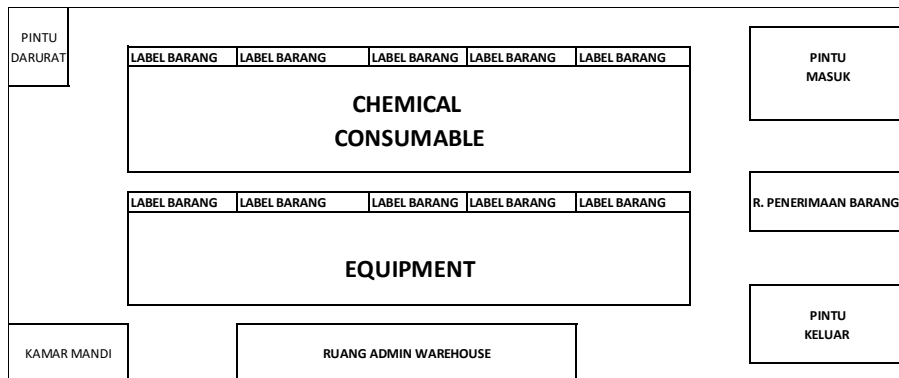 PINTU
DARURAT
LABEL BARANG LABEL BARANG LABEL BARANG LABEL BARANG LABEL BARANG
CHEMICAL
CONSUMABLE
PINTU
MASUK
LABEL BARANG LABEL BARANG LABEL BARANG LABEL BARANG LABEL BARANG
EQUIPMENT
R. PENERIMAAN BARANG
PINTU
KELUAR
KAMAR MANDI
RUANG ADMIN WAREHOUSE